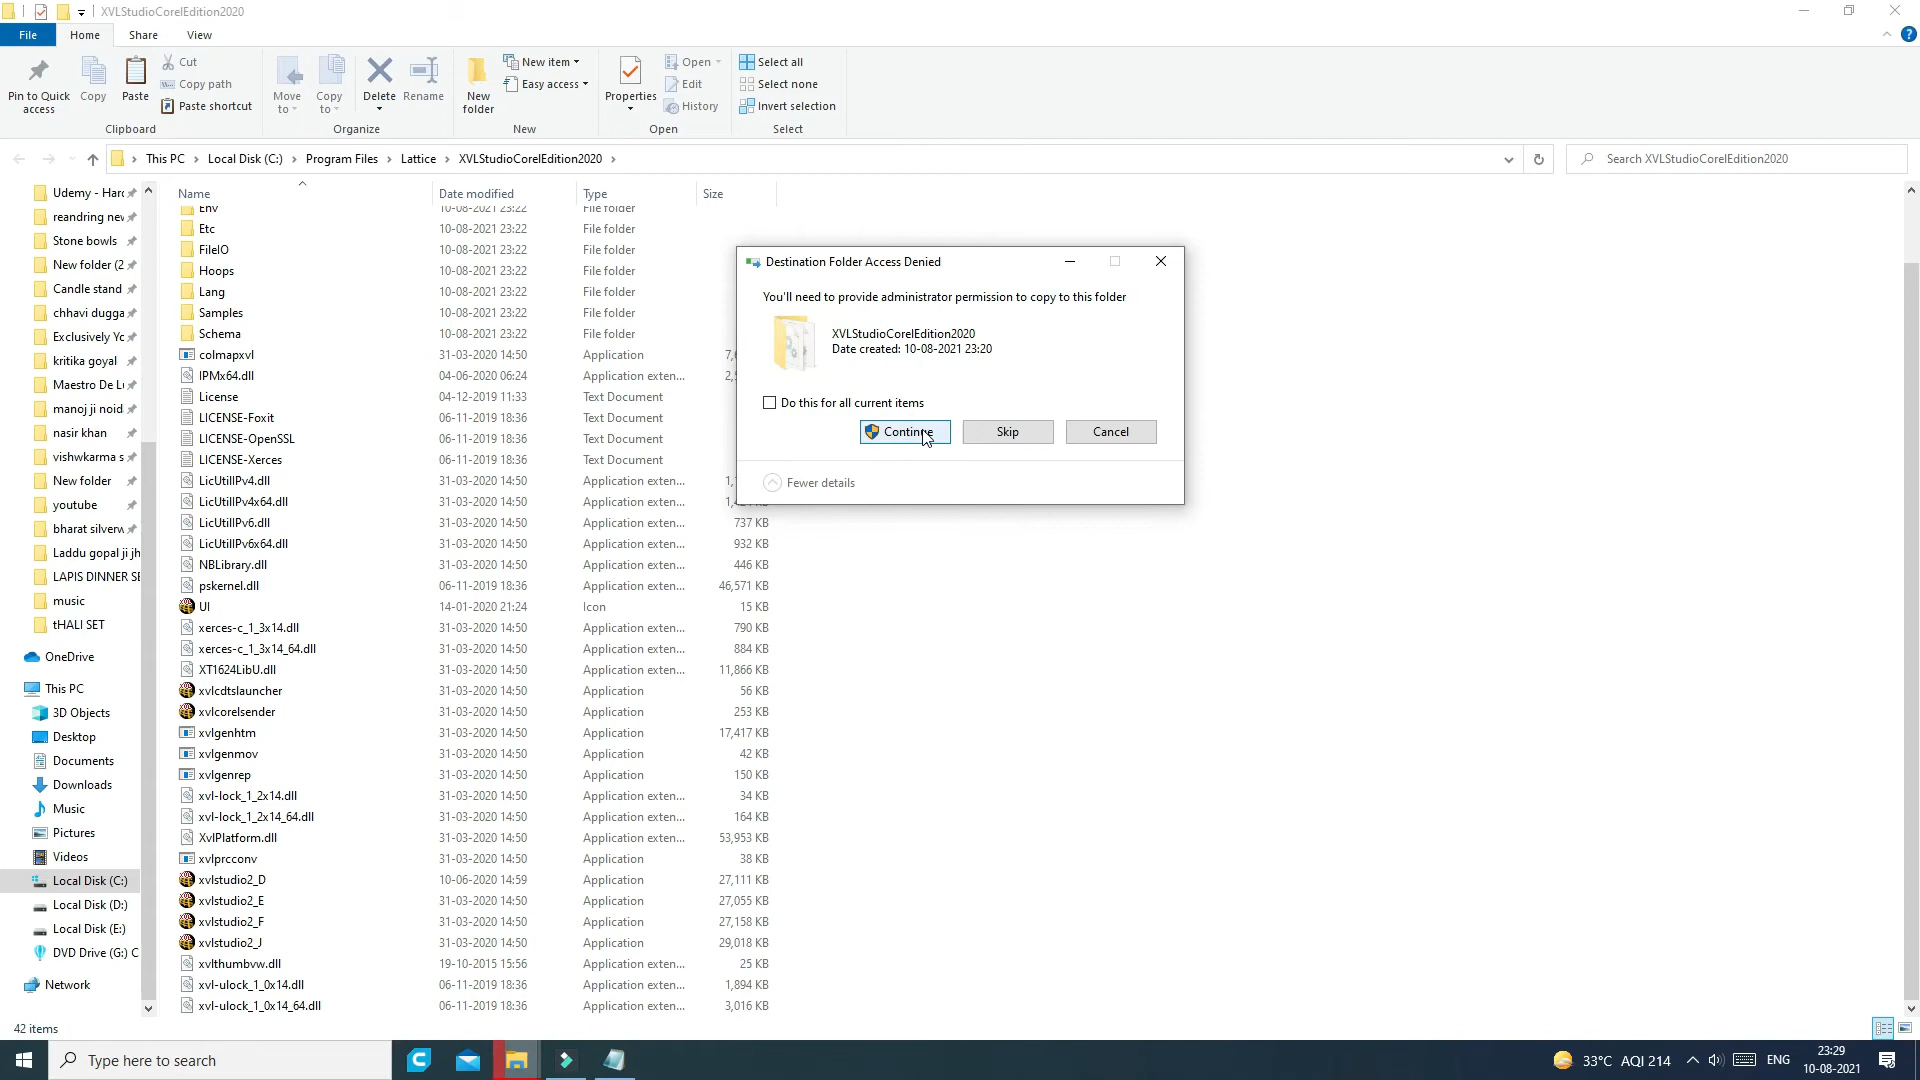 XVLStudioCorelEdition2020
File Home Share View
Pin to Quick access
Copy
Paste
Cut
Copy path
Paste shortcut
Clipboard
Move to
Copy to
Delete
Rename
Organize
New folder
New item
Easy access
New
Properties
Open
Edit
History
Open
Select all
Select none
Invert selection
Select
This PC > Local Disk (C:) > Program Files > Lattice > XVLStudioCorelEdition2020 >
Search XVLStudioCorelEdition2020
Udemy - Harc
reandring nev
Stone bowls
New folder (2
Candle stand
chhavi dugga
Exclusively Yc
kritika goyal
Maestro De Lu
manoj ji noid
nasir khan
vishwkarma s
New folder
youtube
bharat silverw
Laddu gopal ji jh
LAPIS DINNER SE
music
tHALI SET
OneDrive
This PC
3D Objects
Desktop
Documents
Downloads
Music
Pictures
Videos
Local Disk (C:)
Local Disk (D:)
Local Disk (E:)
DVD Drive (G:) C
Network
Name Date modified Type Size
Env 10-08-2021 23:22 File folder
Etc 10-08-2021 23:22 File folder
FileIO 10-08-2021 23:22 File folder
Hoops 10-08-2021 23:22 File folder
Lang 10-08-2021 23:22 File folder
Samples 10-08-2021 23:22 File folder
Schema 10-08-2021 23:22 File folder
colmapxvl 31-03-2020 14:50 Application
IPMx64.dll 04-06-2020 06:24 Application exten...
License 04-12-2019 11:33 Text Document
LICENSE-Foxit 06-11-2019 18:36 Text Document
LICENSE-OpenSSL 06-11-2019 18:36 Text Document
LICENSE-Xerces 06-11-2019 18:36 Text Document
LicUtilIPv4.dll 31-03-2020 14:50 Application exten...
LicUtilIPv4x64.dll 31-03-2020 14:50 Application exten...
LicUtilIPv6.dll 31-03-2020 14:50 Application exten... 737 KB
LicUtilIPv6x64.dll 31-03-2020 14:50 Application exten... 932 KB
NBLibrary.dll 31-03-2020 14:50 Application exten... 446 KB
pskernel.dll 06-11-2019 18:36 Application exten... 46,571 KB
UI 14-01-2020 21:24 Icon 15 KB
xerces-c_1_3x14.dll 31-03-2020 14:50 Application exten... 790 KB
xerces-c_1_3x14_64.dll 31-03-2020 14:50 Application exten... 884 KB
XT1624LibU.dll 31-03-2020 14:50 Application exten... 11,866 KB
xvlcdtslauncher 31-03-2020 14:50 Application 56 KB
xvlcorelsender 31-03-2020 14:50 Application 253 KB
xvlgenhtm 31-03-2020 14:50 Application 17,417 KB
xvlgenmov 31-03-2020 14:50 Application 42 KB
xvlgenrep 31-03-2020 14:50 Application 150 KB
xvl-lock_1_2x14.dll 31-03-2020 14:50 Application exten... 34 KB
xvl-lock_1_2x14_64.dll 31-03-2020 14:50 Application exten... 164 KB
XvlPlatform.dll 31-03-2020 14:50 Application exten... 53,953 KB
xvlprcconv 31-03-2020 14:50 Application 38 KB
xvlstudio2_D 10-06-2020 14:59 Application 27,111 KB
xvlstudio2_E 31-03-2020 14:50 Application 27,055 KB
xvlstudio2_F 31-03-2020 14:50 Application 27,158 KB
xvlstudio2_J 31-03-2020 14:50 Application 29,018 KB
xvlthumbvw.dll 19-10-2015 15:56 Application exten... 25 KB
xvl-ulock_1_0x14.dll 06-11-2019 18:36 Application exten... 1,894 KB
xvl-ulock_1_0x14_64.dll 06-11-2019 18:36 Application exten... 3,016 KB
Destination Folder Access Denied
You'll need to provide administrator permission to copy to this folder
XVLStudioCorelEdition2020
Date created: 10-08-2021 23:20
Do this for all current items
Continue Skip Cancel
Fewer details
42 items
Type here to search
33°C AQI 214
ENG
23:29
10-08-2021